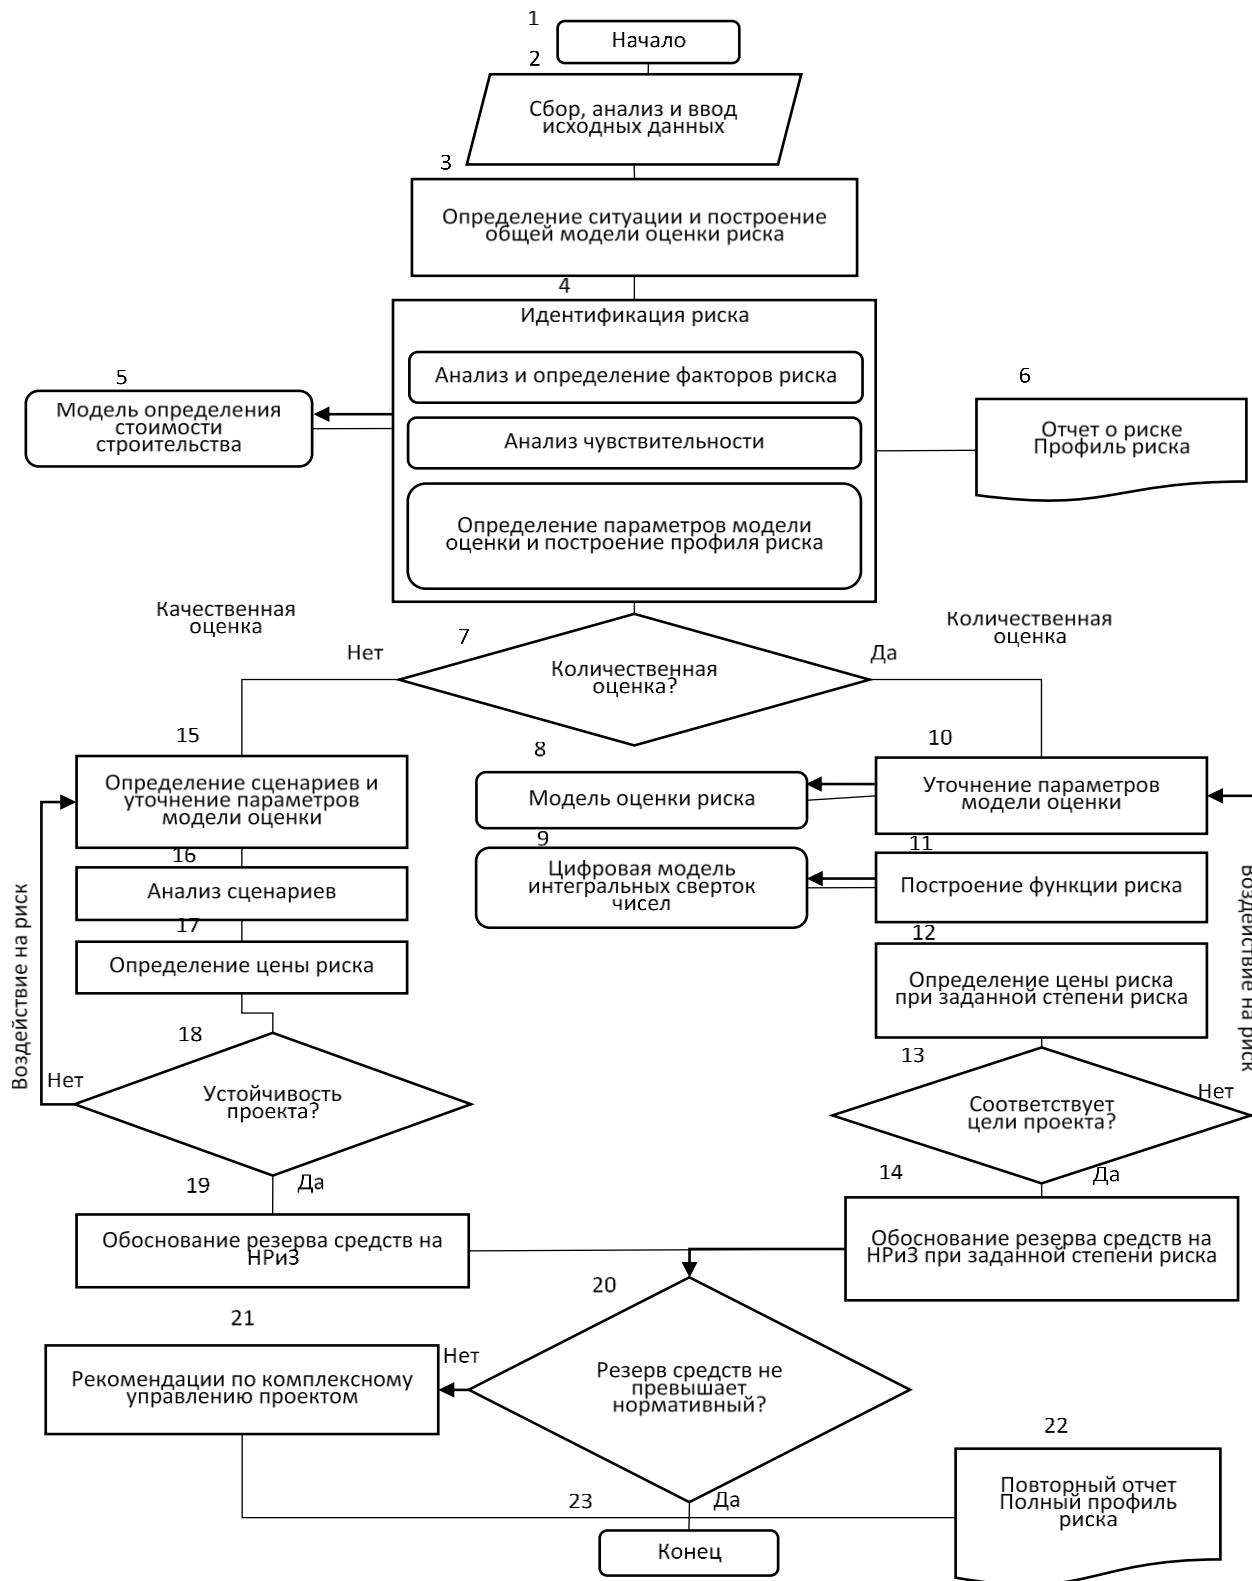 1
Начало
2
Сбор, анализ и ввод
исходных данных
3
Определение ситуации и построение
общей модели оценки риска
4
Идентификация риска
Анализ и определение факторов риска
Анализ чувствительности
Определение параметров модели
оценки и построение профиля риска
5
Модель определения
стоимости
строительства
6
Отчет о риске
Профиль риска
Качественная
оценка
Нет
7
Количественная
оценка?
Да
Количественная
оценка
15
Определение сценариев и
уточнение параметров
модели оценки
8
Модель оценки риска
10
Уточнение параметров
модели оценки
16
Анализ сценариев
9
Цифровая модель
интегральных сверток
чисел
11
Построение функции риска
17
Определение цены риска
12
Определение цены риска
при заданной степени риска
Воздействие на риск
Воздействие на риск
18
Нет
Устойчивость
проекта?
Да
13
Соответствует
цели проекта?
Нет
Да
19
Обоснование резерва средств на
НРиЗ
14
Обоснование резерва средств на
НРиЗ при заданной степени риска
20
Резерв средств не
превышает
нормативный?
Нет
Да
21
Рекомендации по комплексному
управлению проектом
22
Повторный отчет
Полный профиль
риска
23
Конец